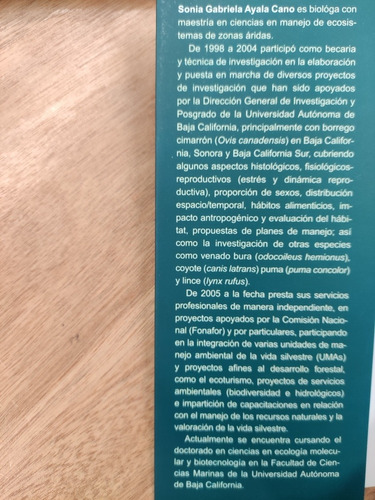 Sonia Gabriela Ayala Cano es bióloga con
maestría en ciencias en manejo de ecosis-
temas de zonas áridas.
De 1998 a 2004 participó como becaria
y técnica de investigación en la elaboración
y puesta en marcha de diversos proyectos
de investigación que han sido apoyados
por la Dirección General de Investigación y
Posgrado de la Universidad Autónoma de
Baja California, principalmente con borrego
cimarrón (Ovis canadensis) en Baja Califor-
nia, Sonora y Baja California Sur, cubriendo
algunos aspectos histológicos, fisiológicos-
reproductivos (estrés y dinámica repro-
ductiva), proporción de sexos, distribución
espacio/temporal, hábitos alimenticios, im-
pacto antropogénico y evaluación del hábi-
tat, propuestas de planes de manejo; así
como la investigación de otras especies
como venado bura (odocoileus hemionus),
coyote (canis latrans) puma (puma concolor)
y lince (lynx rufus).
De 2005 a la fecha presta sus servicios
profesionales de manera independiente, en
proyectos apoyados por la Comisión Nacio-
nal (Fonafor) y por particulares, participando
en la integración de varias unidades de ma-
nejo ambiental de la vida silvestre (UMAs)
y proyectos afines al desarrollo forestal,
como el ecoturismo, proyectos de servicios
ambientales (biodiversidad e hidrológicos)
e impartición de capacitaciones en relación
con el manejo de los recursos naturales y la
valoración de la vida silvestre.
Actualmente se encuentra cursando el
doctorado en ciencias en ecología molecu-
lar y biotecnología en la Facultad de Cien-
cias Marinas de la Universidad Autónoma
de Baja California.